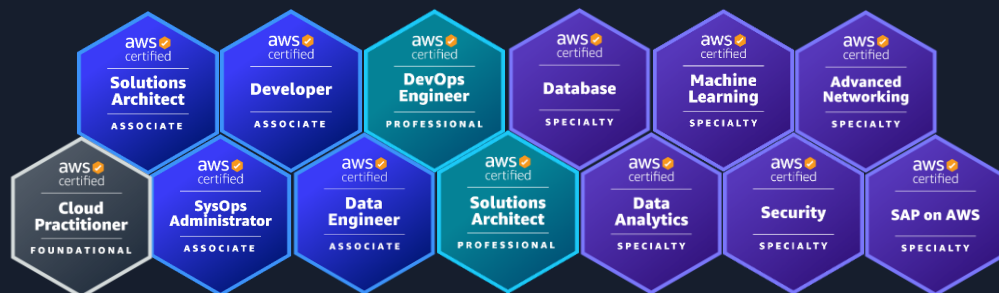 aws
certified
Solutions
Architect
ASSOCIATE
aws
certified
Developer
ASSOCIATE
aws
certified
DevOps
Engineer
PROFESSIONAL
aws
certified
Database
SPECIALTY
aws
certified
Machine
Learning
SPECIALTY
aws
certified
Advanced
Networking
SPECIALTY
aws
certified
Cloud
Practitioner
FOUNDATIONAL
aws
certified
SysOps
Administrator
ASSOCIATE
aws
certified
Data
Engineer
ASSOCIATE
aws
certified
Solutions
Architect
PROFESSIONAL
aws
certified
Data
Analytics
SPECIALTY
aws
certified
Security
SPECIALTY
aws
certified
SAP on AWS
SPECIALTY